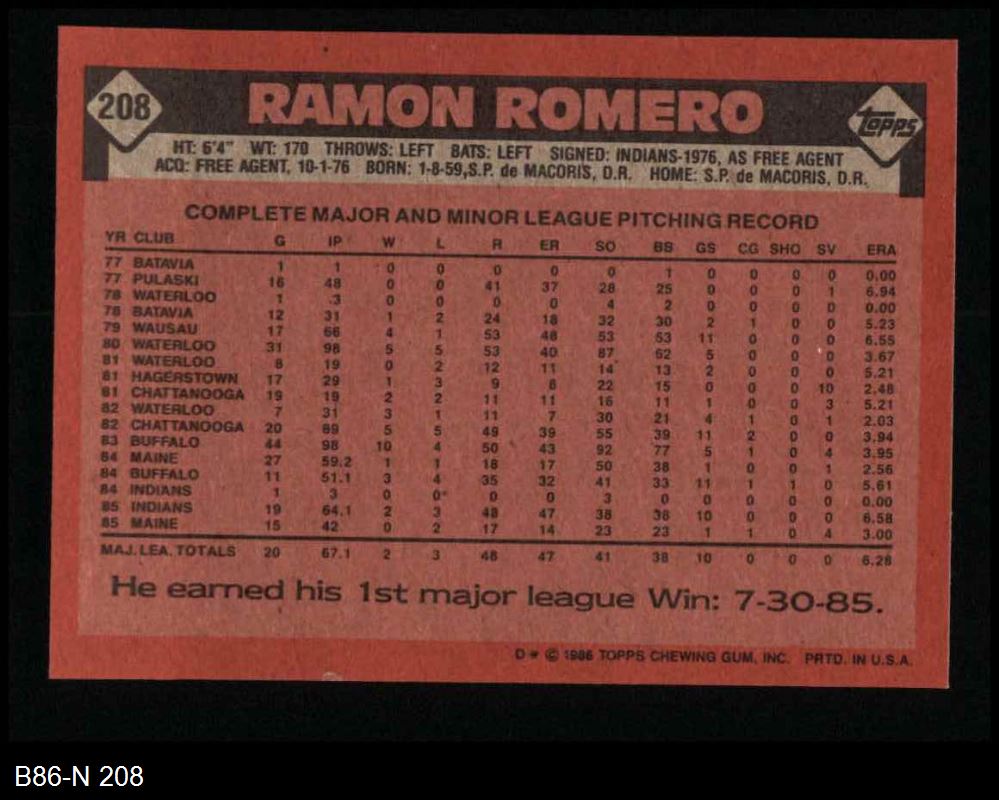 208
RAMON ROMERO
Topps
HT: 6'4" WT: 170 THROWS: LEFT BATS: LEFT SIGNED: INDIANS-1976, AS FREE AGENT
ACQ: FREE AGENT, 10-1-76 BORN: 1-8-59,S.P. de MACORIS, D.R. HOME: S.P. de MACORIS, D.R.
COMPLETE MAJOR AND MINOR LEAGUE PITCHING RECORD
YR CLUB G IP W L R ER SO BB GS CG SHO SV ERA
77 BATAVIA 1 1 0 0 0 0 0 1 0 0 0 0 0.00
77 PULASKI 16 48 0 0 41 37 28 25 0 0 0 1 6.94
78 WATERLOO 1 .3 0 0 0 0 4 2 0 0 0 0 0.00
78 BATAVIA 12 31 1 2 24 18 32 30 2 1 0 0 5.23
79 WAUSAU 17 66 4 1 53 48 53 53 11 0 0 0 6.55
80 WATERLOO 31 98 5 5 53 40 87 62 5 0 0 0 3.67
81 WATERLOO 8 19 0 2 12 11 14 13 2 0 0 0 5.21
81 HAGERSTOWN 17 29 1 3 9 8 22 15 0 0 0 10 2.48
81 CHATTANOOGA 19 19 2 2 11 11 16 11 1 0 0 3 5.21
82 WATERLOO 7 31 3 1 11 7 30 21 4 1 0 1 2.03
82 CHATTANOOGA 20 89 5 5 49 39 55 39 11 2 0 0 3.94
83 BUFFALO 44 98 10 4 50 43 92 77 5 1 0 4 3.95
84 MAINE 27 59.2 1 1 18 17 50 38 1 0 0 1 2.56
84 BUFFALO 11 51.1 3 4 35 32 41 33 11 1 1 0 5.61
84 INDIANS 1 3 0 0 0 0 3 0 0 0 0 0 0.00
85 INDIANS 19 64.1 2 3 48 47 38 38 10 0 0 0 6.58
85 MAINE 15 42 0 2 17 14 23 23 1 1 0 4 3.00
MAJ. LEA. TOTALS 20 67.1 2 3 48 47 41 38 10 0 0 0 6.28
He earned his 1st major league Win: 7-30-85.
D* © 1986 TOPPS CHEWING GUM, INC. PRTD. IN U.S.A.
B86-N 208